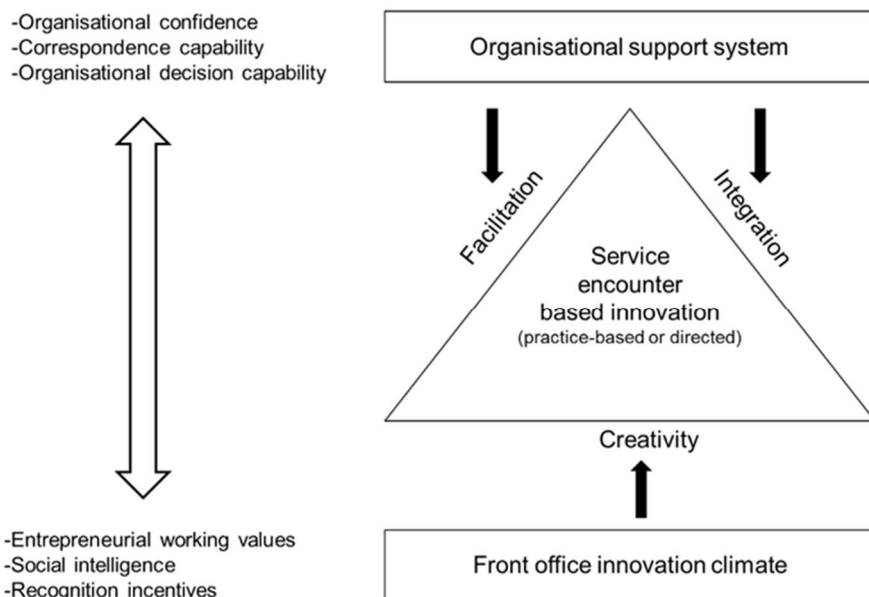 -Organisational confidence
-Correspondence capability
-Organisational decision capability
Organisational support system
Facilitation
Integration
Service
encounter
based innovation
(practice-based or directed)
Creativity
-Entrepreneurial working values
-Social intelligence
-Recognition incentives
Front office innovation climate